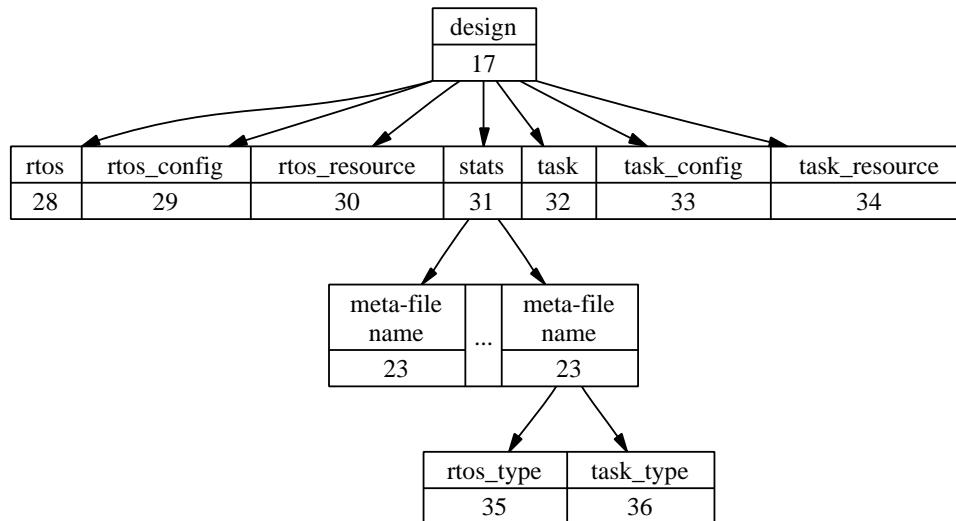 design
17
rtos rtos_config rtos_resource stats task task_config task_resource
28 29 30 31 32 33 34
meta-file ... meta-file
name name
23 23
rtos_type task_type
35 36